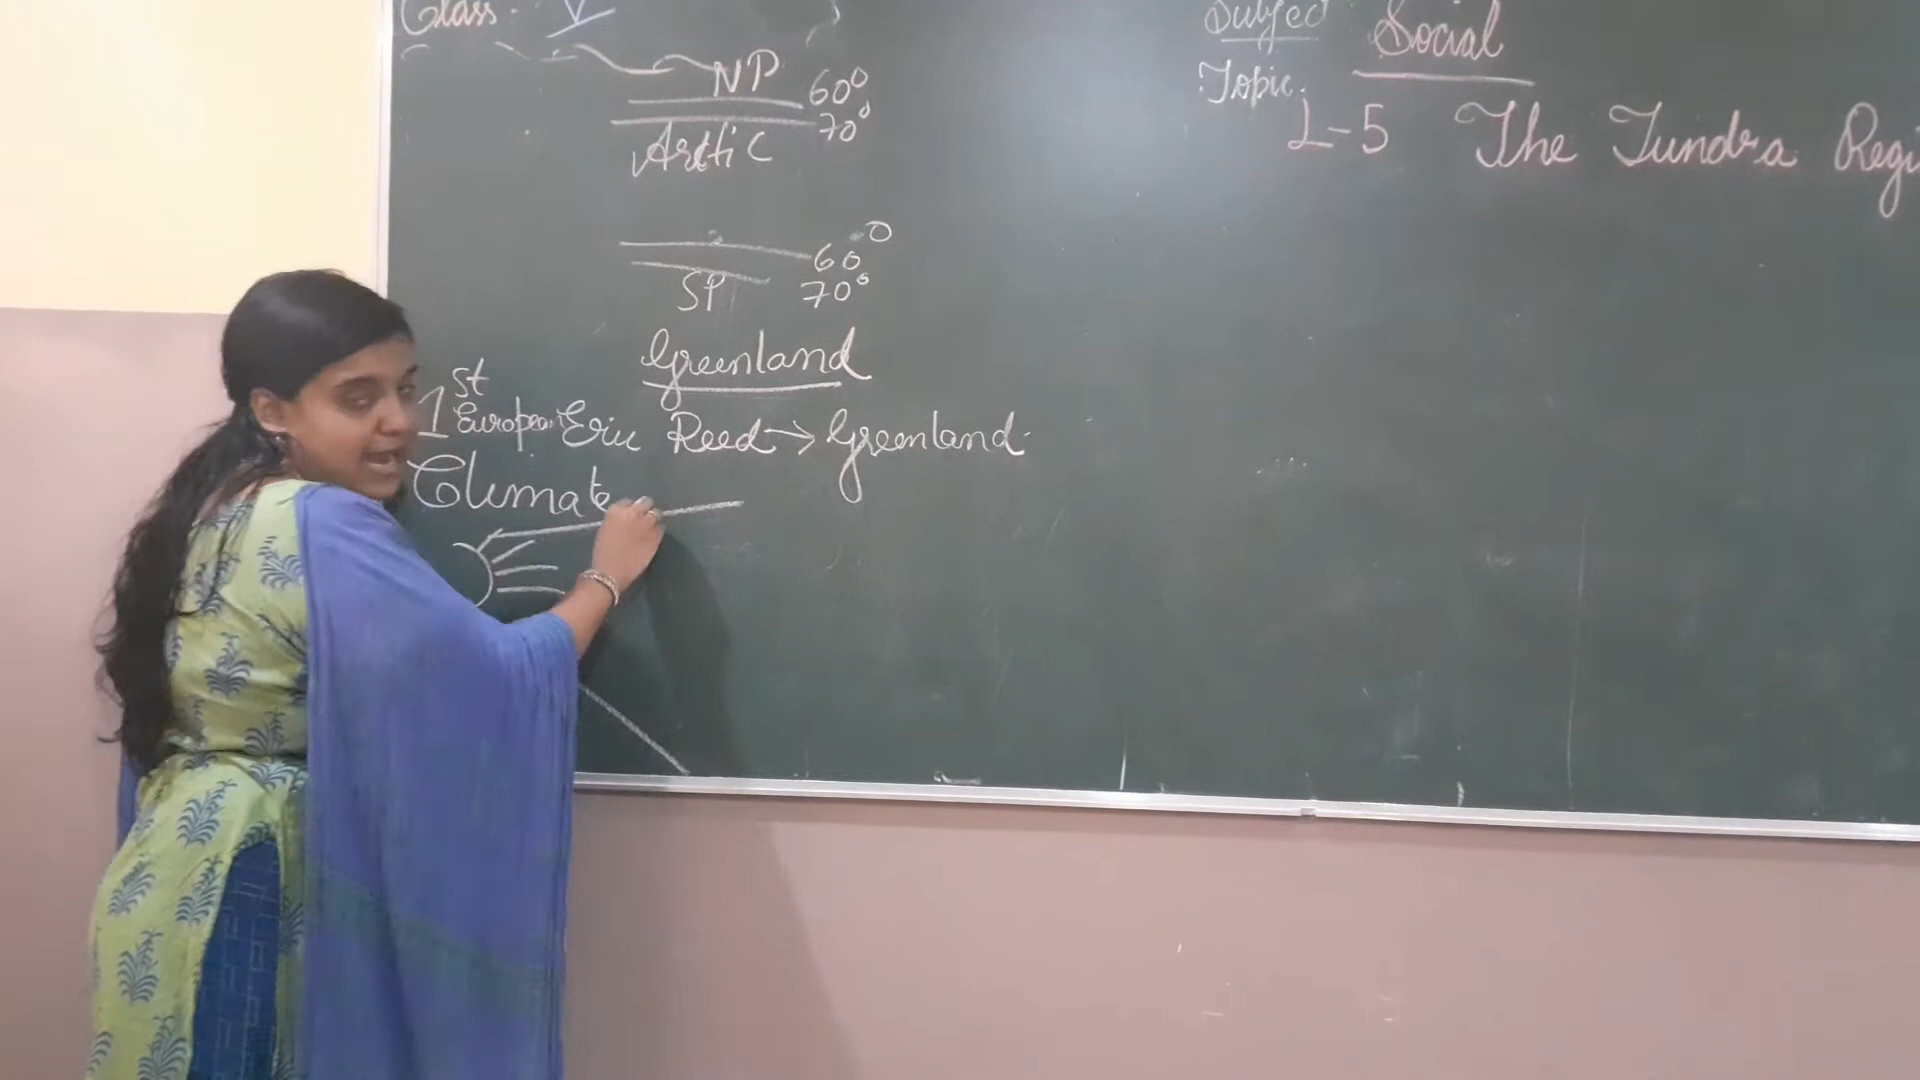 Class. V
Subject Social
Topic.
L-5 The Tundra Regi
NP 60°
70°
Arctic
60°
SP 70°
Greenland
1st European Eric Reed → Greenland.
Climate